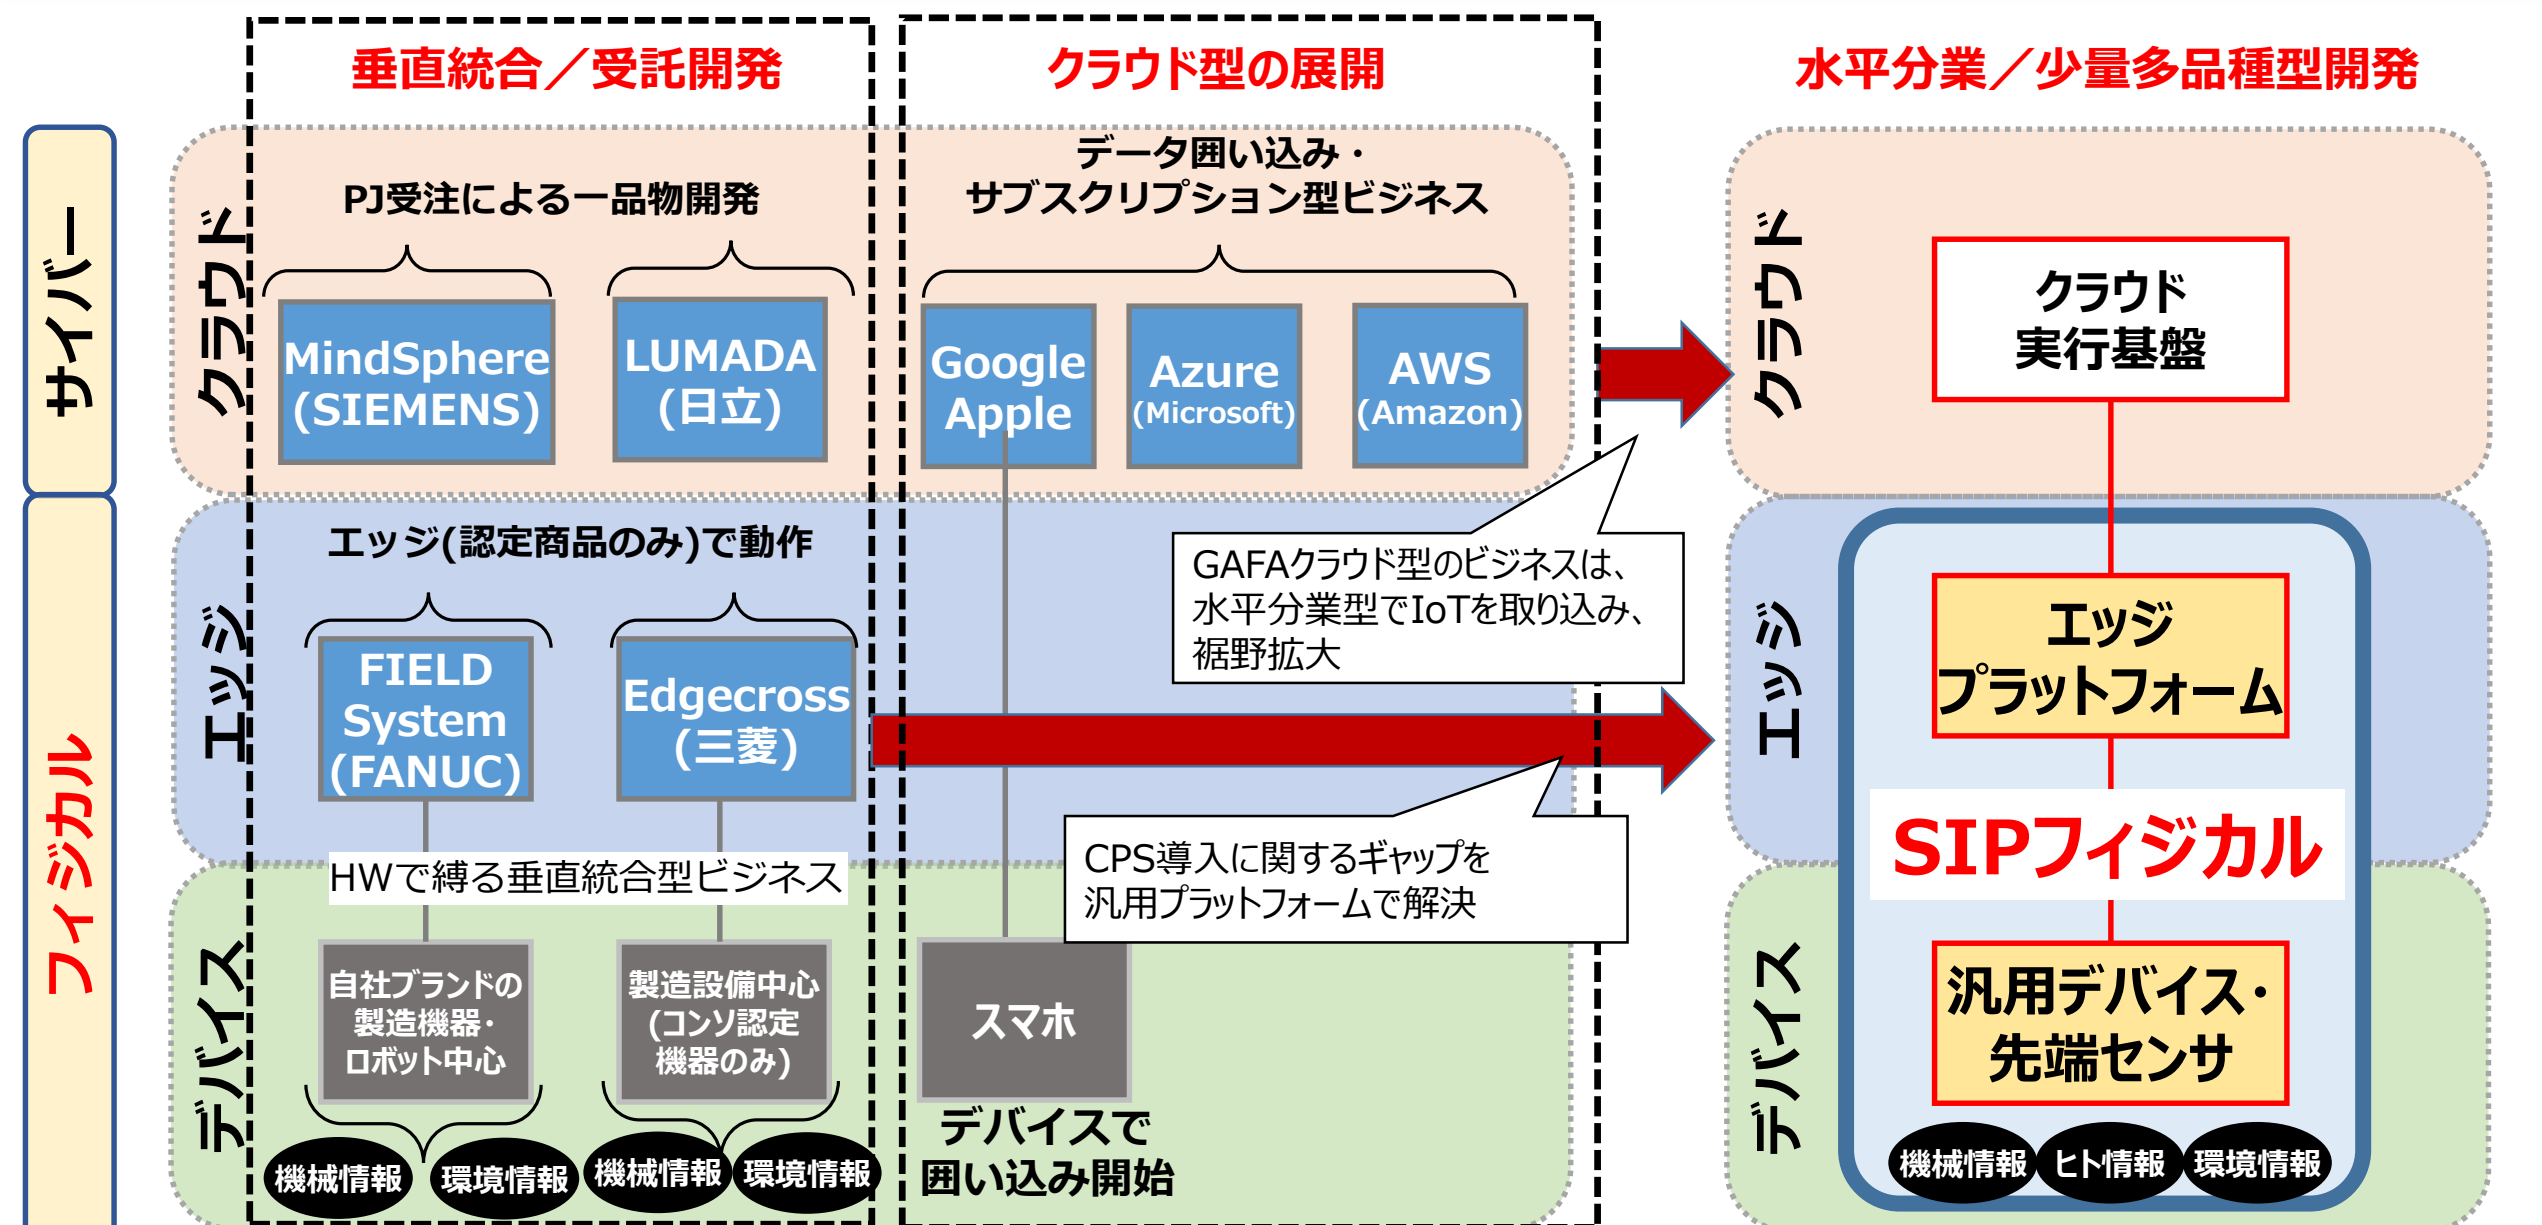 垂直統合／受託開発
クラウド型の展開
水平分業／少量多品種型開発
サイバー
フィジカル
クラウド
PJ受注による一品物開発
MindSphere
(SIEMENS)
LUMADA
(日立)
データ囲い込み・
サブスクリプション型ビジネス
Google
Apple
Azure
(Microsoft)
AWS
(Amazon)
クラウド
クラウド
実行基盤
エッジ
エッジ(認定商品のみ)で動作
FIELD
System
(FANUC)
Edgecross
(三菱)
GAFAクラウド型のビジネスは、
水平分業型でIoTを取り込み、
裾野拡大
CPS導入に関するギャップを
汎用プラットフォームで解決
エッジ
エッジ
プラットフォーム
SIPフィジカル
HWで縛る垂直統合型ビジネス
デバイス
自社ブランドの
製造機器・
ロボット中心
製造設備中心
(コンソ認定
機器のみ)
機械情報
環境情報
機械情報
環境情報
スマホ
デバイスで
囲い込み開始
デバイス
汎用デバイス・
先端センサ
機械情報
ヒト情報
環境情報